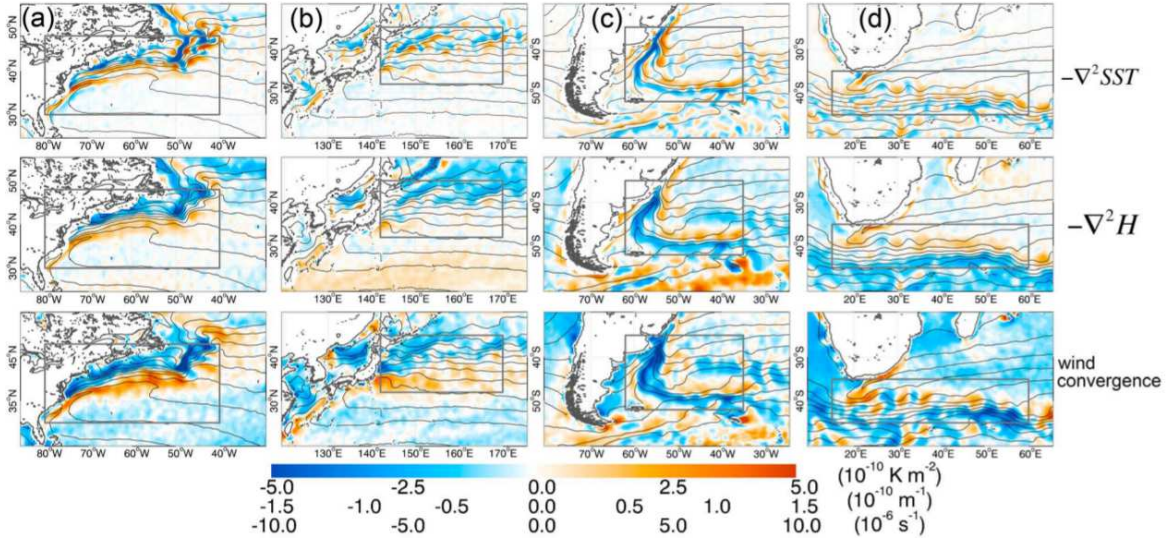 (a) (b) (c) (d)
50°N 40°N 30°N
40°N 30°N
30°S 40°S
30°S 40°S
−∇²SST
80°W 70°W 60°W 50°W 40°W 130°E 140°E 150°E 160°E 170°E 70°W 60°W 50°W 40°W 30°W 20°E 30°E 40°E 50°E 60°E
50°N 40°N 30°N
40°N 30°N
30°S 40°S
30°S 40°S
−∇²H
80°W 70°W 60°W 50°W 40°W 130°E 140°E 150°E 160°E 170°E 70°W 60°W 50°W 40°W 30°W 20°E 30°E 40°E 50°E 60°E
45°N 35°N
40°N 30°N
30°S 40°S
30°S 40°S
wind
convergence
80°W 70°W 60°W 50°W 40°W 120°E 130°E 140°E 150°E 160°E 170°E 70°W 60°W 50°W 40°W 30°W 20°E 30°E 40°E 50°E 60°E
-5.0 -2.5 0.0 2.5 5.0 (10⁻¹⁰ K m⁻²)
-1.5 -1.0 -0.5 0.0 0.5 1.0 1.5 (10⁻¹⁰ m⁻¹)
-10.0 -5.0 0.0 5.0 10.0 (10⁻⁶ s⁻¹)